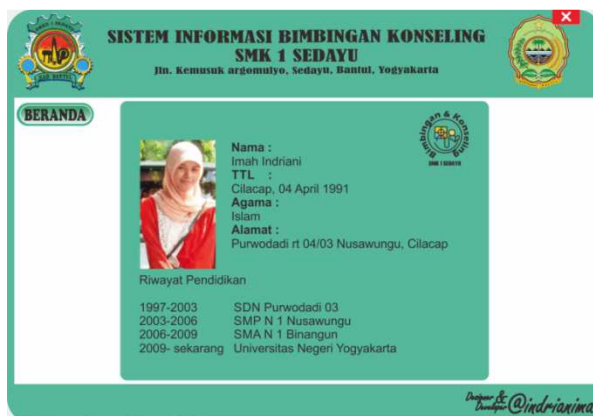 SISTEM INFORMASI BIMBINGAN KONSELING
SMK 1 SEDAYU
Jln. Kemusuk argomulyo, Sedayu, Bantul, Yogyakarta
BERANDA
Bimbingan & Konseling
SMK 1 SEDAYU
Nama :
Imah Indriani
TTL :
Cilacap, 04 April 1991
Agama :
Islam
Alamat :
Purwodadi rt 04/03 Nusawungu, Cilacap
Riwayat Pendidikan
1997-2003 SDN Purwodadi 03
2003-2006 SMP N 1 Nusawungu
2006-2009 SMA N 1 Binangun
2009- sekarang Universitas Negeri Yogyakarta
Designer &
Developer @indrianima